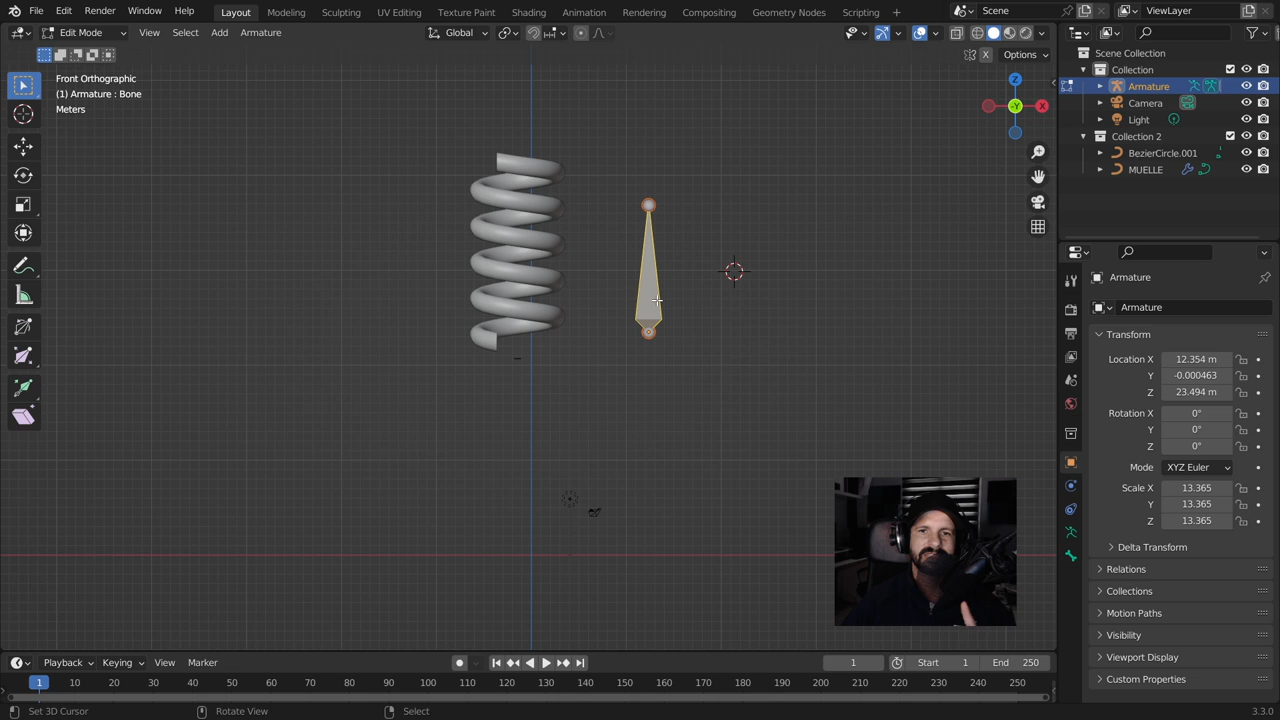 File Edit Render Window Help Layout Modeling Sculpting UV Editing Texture Paint Shading Animation Rendering Compositing Geometry Nodes Scripting Scene ViewLayer
Edit Mode View Select Add Armature Global
X Options
Front Orthographic
(1) Armature : Bone
Meters
Z
-Y
X
Scene Collection
Collection
Armature
Camera
Light
Collection 2
BezierCircle.001
MUELLE
Armature
Armature
Transform
Location X 12.354 m
Y -0.000463
Z 23.494 m
Rotation X 0°
Y 0°
Z 0°
Mode XYZ Euler
Scale X 13.365
Y 13.365
Z 13.365
Delta Transform
Relations
Collections
Motion Paths
Visibility
Viewport Display
Custom Properties
Playback Keying View Marker 1 Start 1 End 250
1 10 20 30 40 50 60 70 80 90 100 110 120 130 140 150 160 170 180 190 200 210 220 230 240 250
Set 3D Cursor Rotate View Select 3.3.0